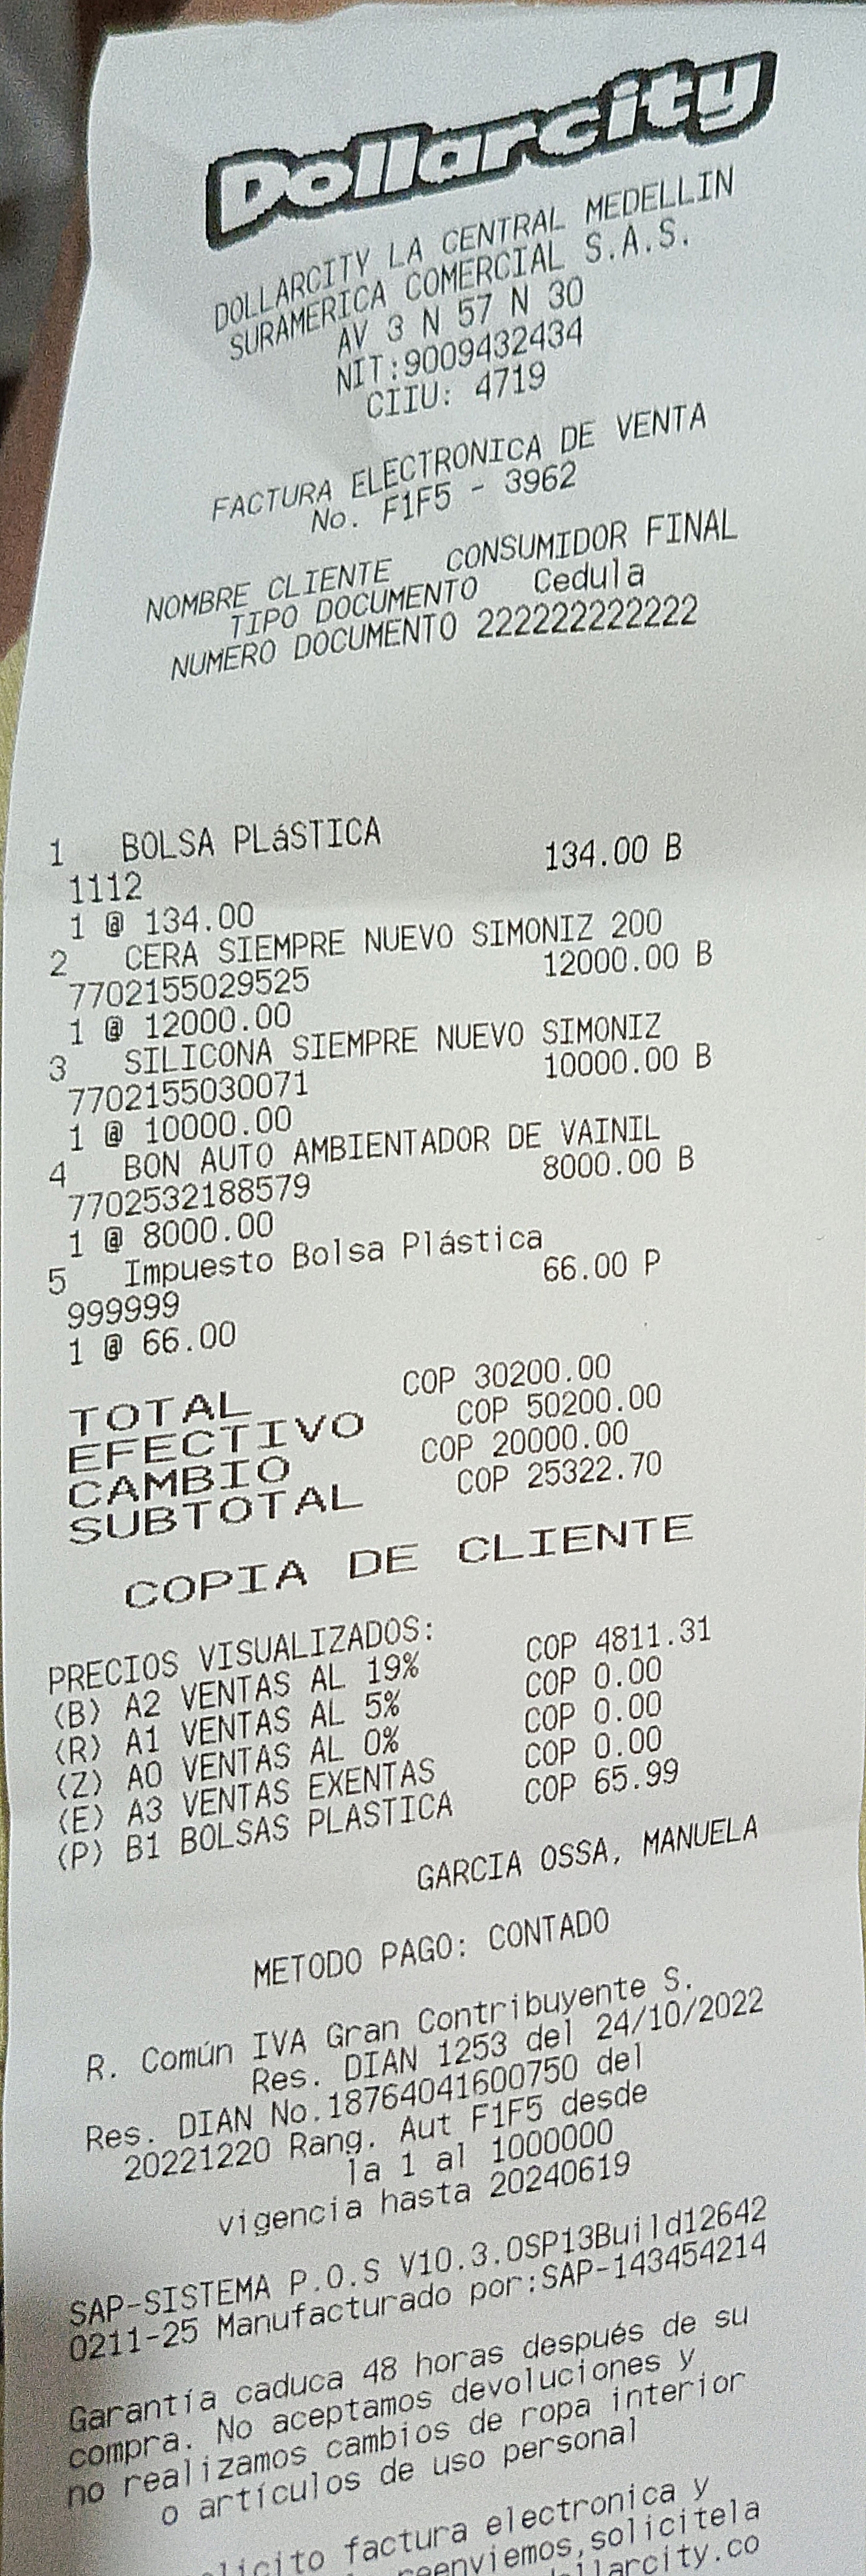 Dollarcity
DOLLARCITY LA CENTRAL MEDELLIN
SURAMERICA COMERCIAL S.A.S.
AV 3 N 57 N 30
NIT:9009432434
CIIU: 4719
FACTURA ELECTRONICA DE VENTA
No. F1F5 - 3962
NOMBRE CLIENTE CONSUMIDOR FINAL
TIPO DOCUMENTO Cedula
NUMERO DOCUMENTO 222222222222
1 BOLSA PLáSTICA
1112 134.00 B
1 @ 134.00
2 CERA SIEMPRE NUEVO SIMONIZ 200
7702155029525 12000.00 B
1 @ 12000.00
3 SILICONA SIEMPRE NUEVO SIMONIZ
7702155030071 10000.00 B
1 @ 10000.00
4 BON AUTO AMBIENTADOR DE VAINIL
7702532188579 8000.00 B
1 @ 8000.00
5 Impuesto Bolsa Plástica
999999 66.00 P
1 @ 66.00
TOTAL COP 30200.00
EFECTIVO COP 50200.00
CAMBIO COP 20000.00
SUBTOTAL COP 25322.70
COPIA DE CLIENTE
PRECIOS VISUALIZADOS:
(B) A2 VENTAS AL 19% COP 4811.31
(R) A1 VENTAS AL 5% COP 0.00
(Z) A0 VENTAS AL 0% COP 0.00
(E) A3 VENTAS EXENTAS COP 0.00
(P) B1 BOLSAS PLASTICA COP 65.99
GARCIA OSSA, MANUELA
METODO PAGO: CONTADO
R. Común IVA Gran Contribuyente S.
Res. DIAN 1253 del 24/10/2022
Res. DIAN No.18764041600750 del
20221220 Rang. Aut F1F5 desde
la 1 al 1000000
vigencia hasta 20240619
SAP-SISTEMA P.O.S V10.3.0SP13Build12642
0211-25 Manufacturado por:SAP-143454214
Garantía caduca 48 horas después de su
compra. No aceptamos devoluciones y
no realizamos cambios de ropa interior
o artículos de uso personal
factura electronica y
solicitela